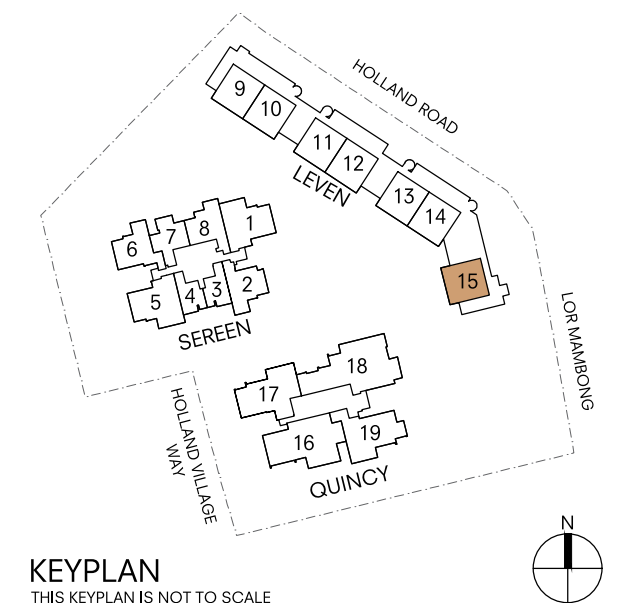 HOLLAND ROAD
9
10
11
12
13
14
LEVEN
15
LOR MAMBONG
1
2
3
4
5
6
7
8
SEREEN
18
17
16
19
QUINCY
HOLLAND VILLAGE
WAY
N
KEYPLAN
THIS KEYPLAN IS NOT TO SCALE